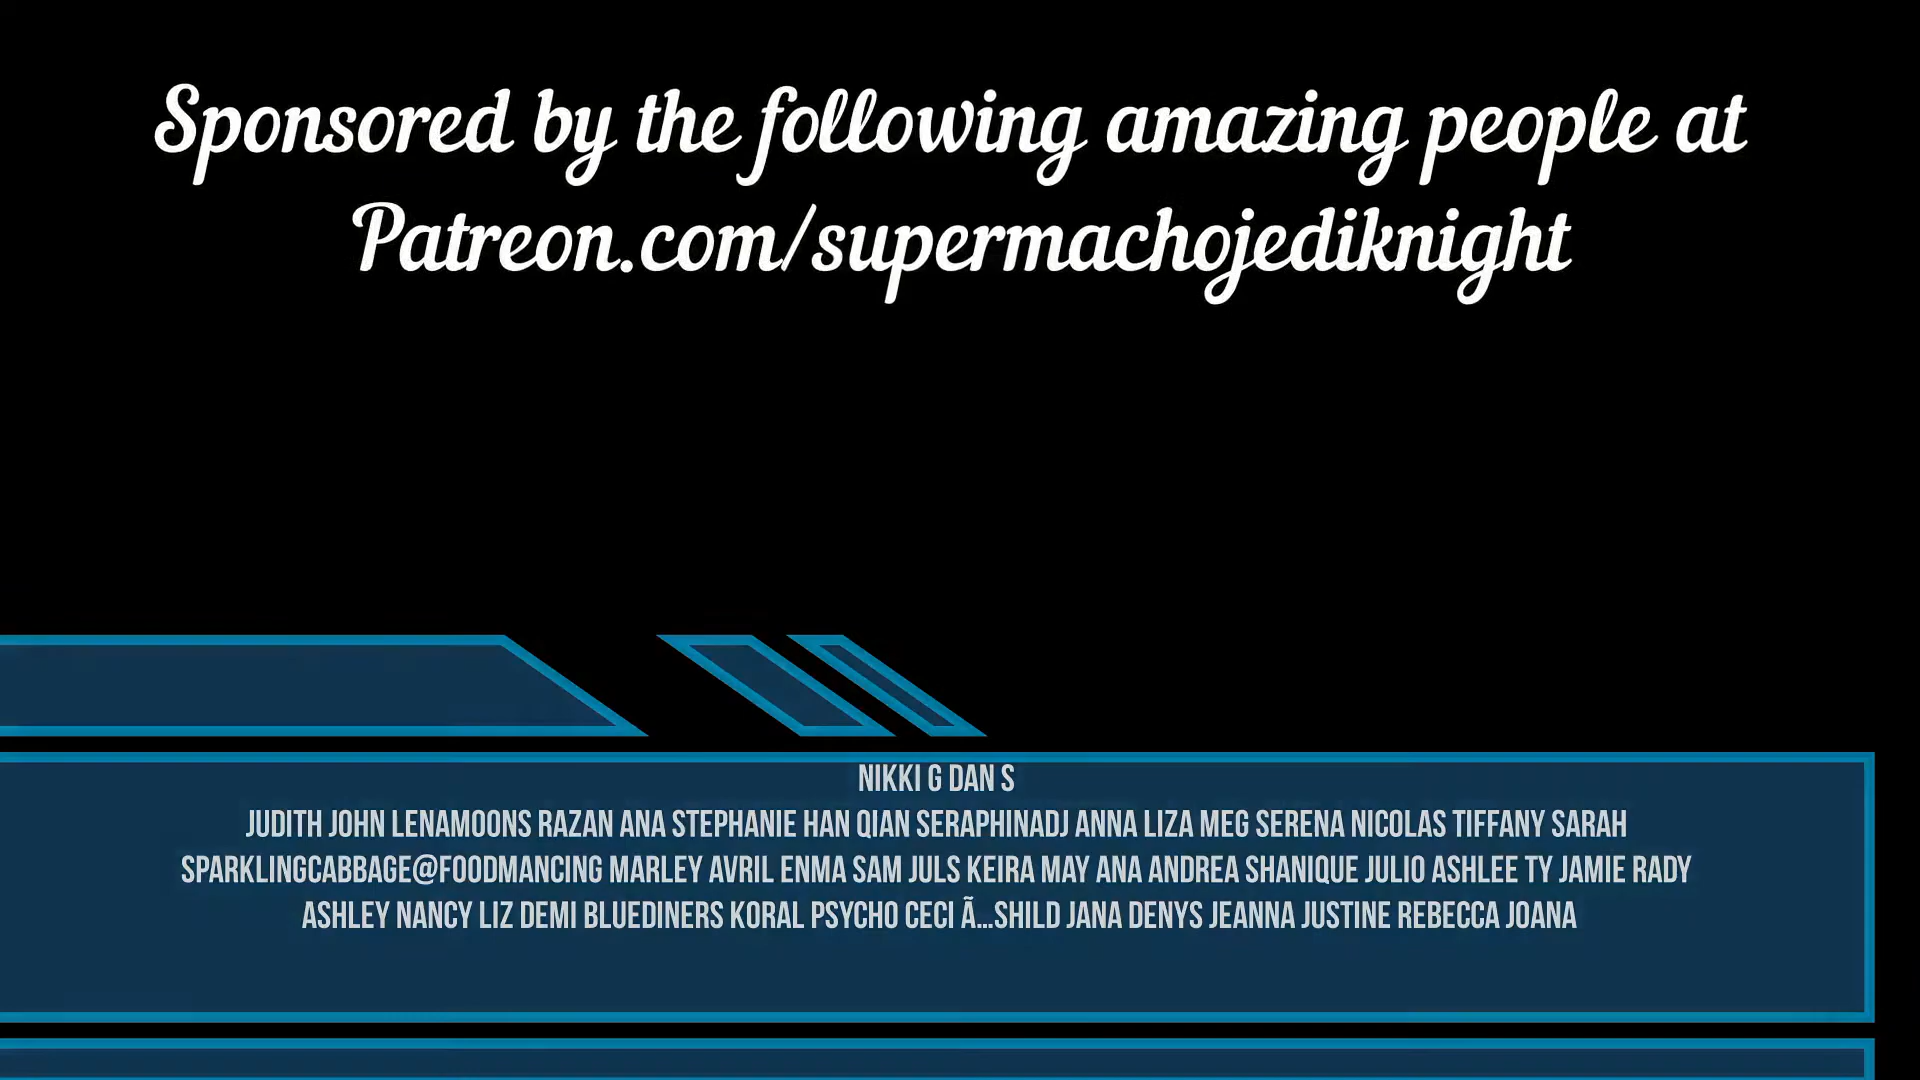 Sponsored by the following amazing people at
Patreon.com/supermachojediknight
NIKKI G DAN S
JUDITH JOHN LENAMOONS RAZAN ANA STEPHANIE HAN QIAN SERAPHINADJ ANNA LIZA MEG SERENA NICOLAS TIFFANY SARAH
SPARKLINGCABBAGE@FOODMANCING MARLEY AVRIL ENMA SAM JULS KEIRA MAY ANA ANDREA SHANIQUE JULIO ASHLEE TY JAMIE RADY
ASHLEY NANCY LIZ DEMI BLUEDINERS KORAL PSYCHO CECI Ã…SHILD JANA DENYS JEANNA JUSTINE REBECCA JOANA